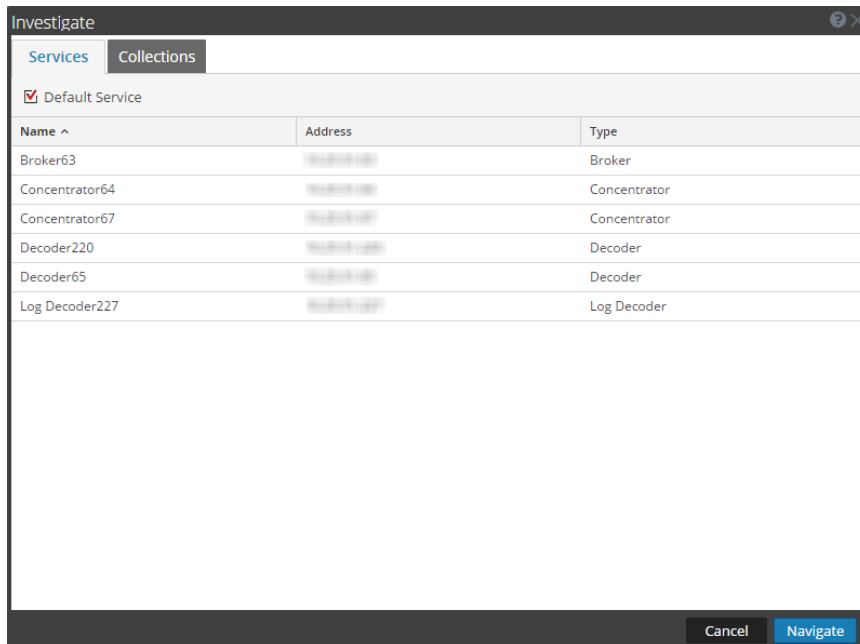 Investigate
Services Collections
Default Service
Name Address Type
Broker63 Broker
Concentrator64 Concentrator
Concentrator67 Concentrator
Decoder220 Decoder
Decoder65 Decoder
Log Decoder227 Log Decoder
Cancel Navigate